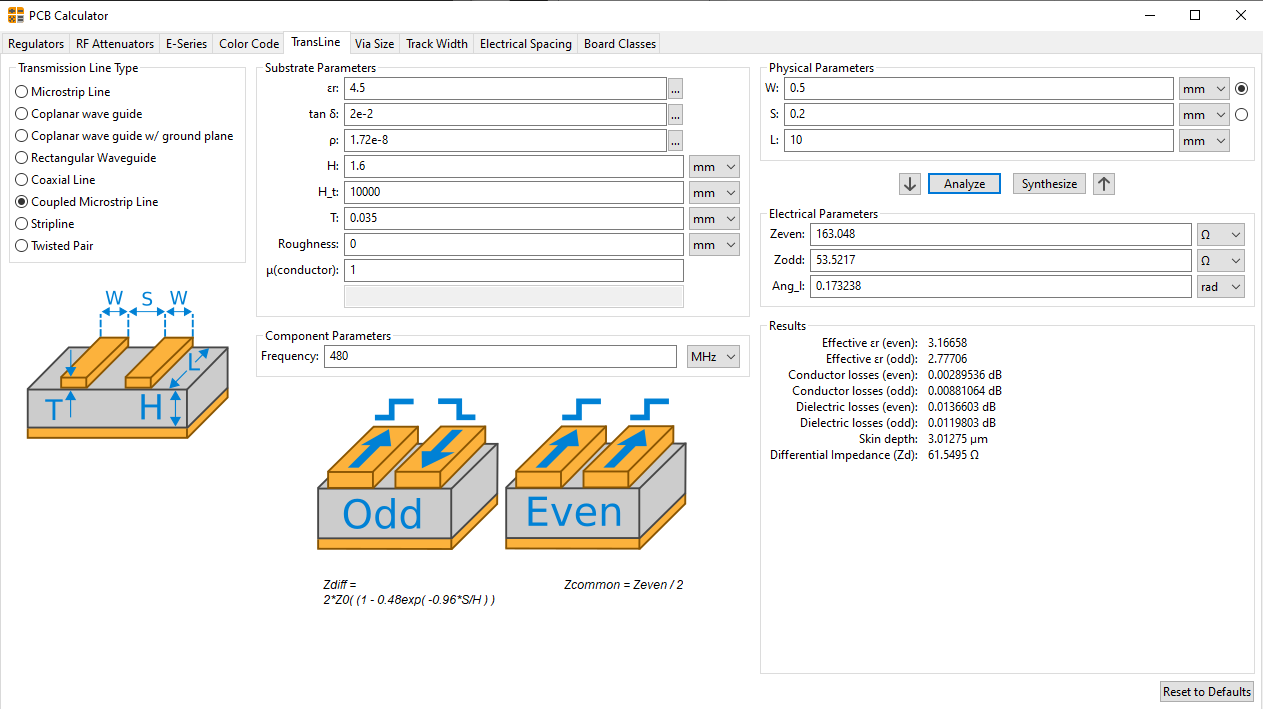 PCB Calculator
Regulators RF Attenuators E-Series Color Code TransLine Via Size Track Width Electrical Spacing Board Classes
Transmission Line Type
Microstrip Line
Coplanar wave guide
Coplanar wave guide w/ ground plane
Rectangular Waveguide
Coaxial Line
Coupled Microstrip Line
Stripline
Twisted Pair
W S W
L
T H
Substrate Parameters
εr: 4.5 ...
tan δ: 2e-2 ...
ρ: 1.72e-8 ...
H: 1.6 mm
H_t: 10000 mm
T: 0.035 mm
Roughness: 0 mm
μ(conductor): 1
Component Parameters
Frequency: 480 MHz
Odd Even
Zdiff =
2*Z0( (1 - 0.48exp( -0.96*S/H ) )
Zcommon = Zeven / 2
Physical Parameters
W: 0.5 mm
S: 0.2 mm
L: 10 mm
Analyze Synthesize
Electrical Parameters
Zeven: 163.048 Ω
Zodd: 53.5217 Ω
Ang_l: 0.173238 rad
Results
Effective εr (even): 3.16658
Effective εr (odd): 2.77706
Conductor losses (even): 0.00289536 dB
Conductor losses (odd): 0.00881064 dB
Dielectric losses (even): 0.0136603 dB
Dielectric losses (odd): 0.0119803 dB
Skin depth: 3.01275 µm
Differential Impedance (Zd): 61.5495 Ω
Reset to Defaults